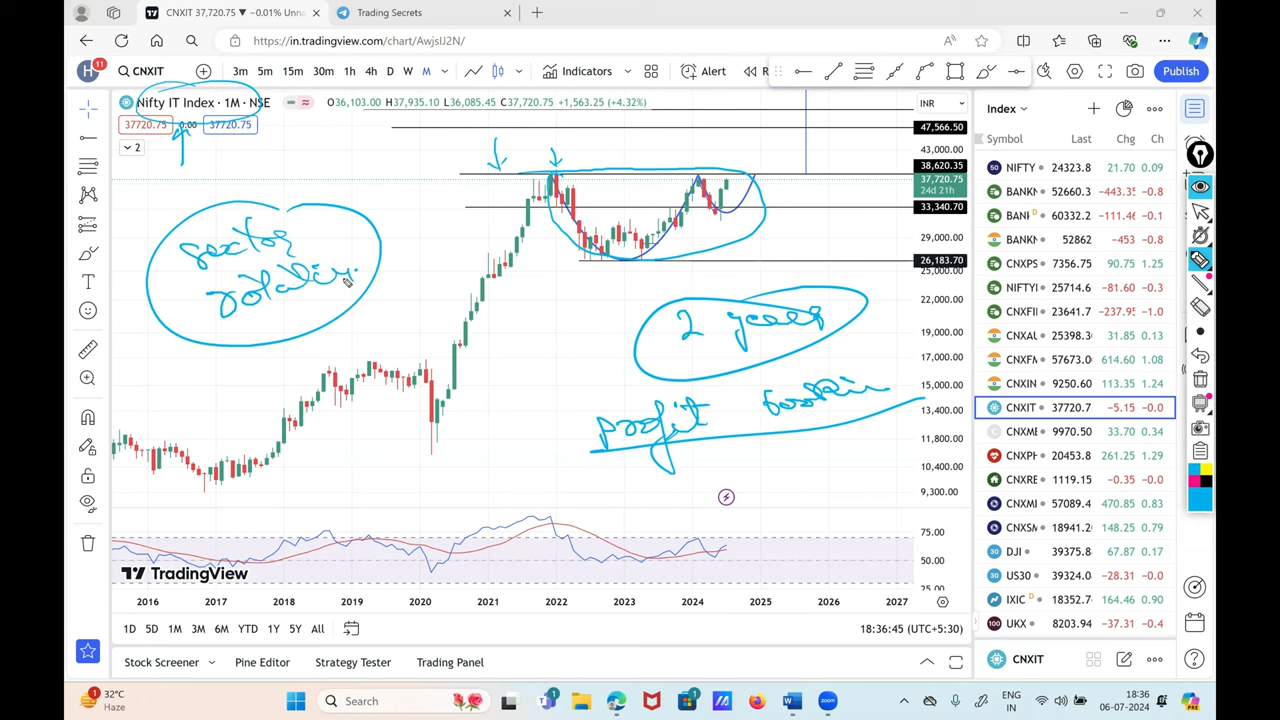 CNXIT 37,720.75 ▼ −0.01% Unna
Trading Secrets
https://in.tradingview.com/chart/AwjsIJ2N/
H 11 CNXIT 3m 5m 15m 30m 1h 4h D W M Indicators Alert Publish
Nifty IT Index · 1M · NSE O36,103.00 H37,935.10 L36,085.45 C37,720.75 +1,563.25 (+4.32%)
37720.75 0.00 37720.75
2
INR
47,566.50
43,000.00
38,620.35
37,720.75
24d 21h
33,340.70
29,000.00
26,183.70
25,000.00
22,000.00
19,000.00
17,000.00
15,000.00
13,400.00
11,800.00
10,400.00
9,300.00
75.00
50.00
25.00
sector
rotation
2 years
profit
TradingView
2016 2017 2018 2019 2020 2021 2022 2023 2024 2025 2026 2027
1D 5D 1M 3M 6M YTD 1Y 5Y All
18:36:45 (UTC+5:30)
Stock Screener Pine Editor Strategy Tester Trading Panel
Index
Symbol Last Chg Ch
NIFTY 24323.8 21.70 0.09
BANKN 52660.3 -443.35 -0.8
BANI D 60332.2 -111.46 -0.1
BANKN 52862 -453 -0.8
CNXPS 7356.75 90.75 1.25
NIFTYI 25714.6 -81.60 -0.3
CNXFII 23641.7 -237.95 -1.0
CNXAU 25398.3 31.85 0.13
CNXFM 57673.0 614.60 1.08
CNXIN 9250.60 113.35 1.24
CNXIT 37720.7 -5.15 -0.0
CNXME 9970.50 33.70 0.34
CNXPH 20453.8 261.25 1.29
CNXRE 1119.15 -0.35 -0.0
CNXMI 57089.4 470.85 0.83
CNXSM 18941.2 148.25 0.79
DJI D 39375.8 67.87 0.17
US30 39324.0 -28.31 -0.0
IXIC D 18352.7 164.46 0.90
UKX 8203.94 -37.31 -0.4
CNXIT
32°C
Haze
Search
ENG
IN
18:36
06-07-2024